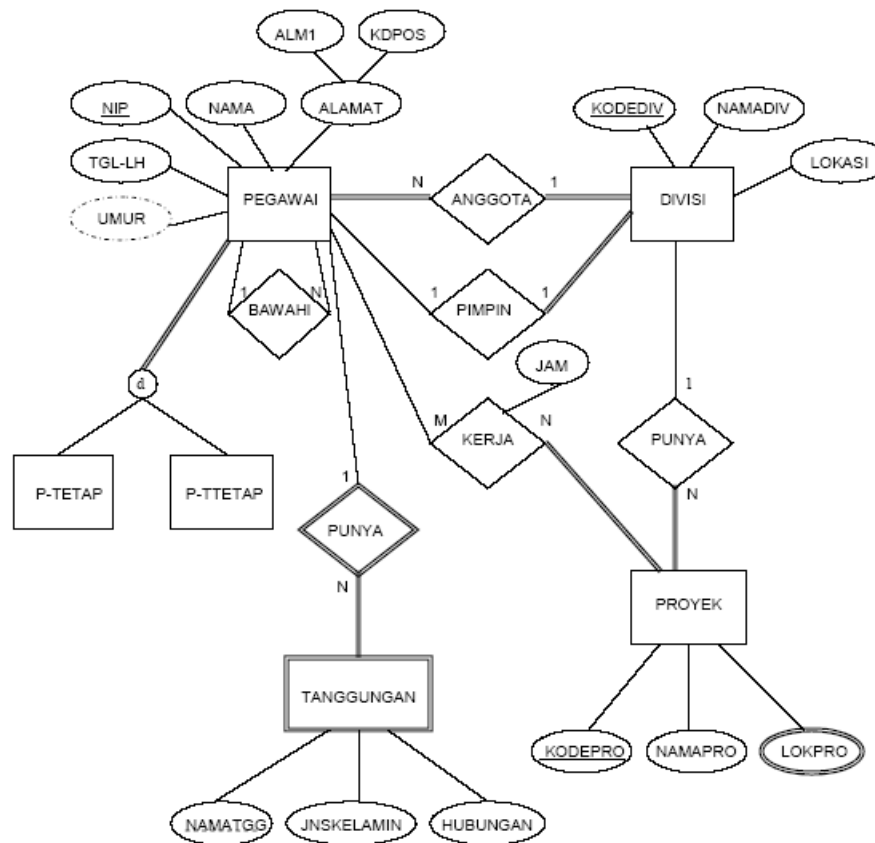 ALM1
KDPOS
NIP
NAMA
ALAMAT
KODEDIV
NAMADIV
TGL-LH
LOKASI
UMUR
PEGAWAI
N
ANGGOTA
1
DIVISI
1
BAWAHI
N
1
PIMPIN
1
d
JAM
M
KERJA
N
1
PUNYA
N
P-TETAP
P-TTETAP
1
PUNYA
N
PROYEK
TANGGUNGAN
KODEPRO
NAMAPRO
LOKPRO
NAMATGG
JNSKELAMIN
HUBUNGAN